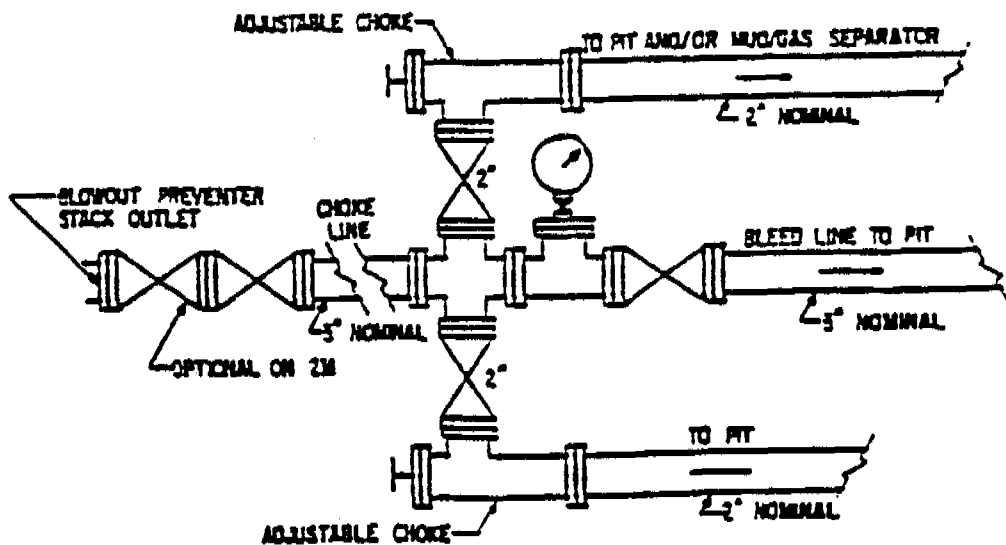 ADJUSTABLE CHOKE
TO PIT AND/OR MUD/GAS SEPARATOR
2" NOMINAL
2"
BLOWOUT PREVENTER
STACK OUTLET
CHOKE
LINE
BLEED LINE TO PIT
3" NOMINAL
3" NOMINAL
OPTIONAL ON 2M
2"
TO PIT
2" NOMINAL
ADJUSTABLE CHOKE